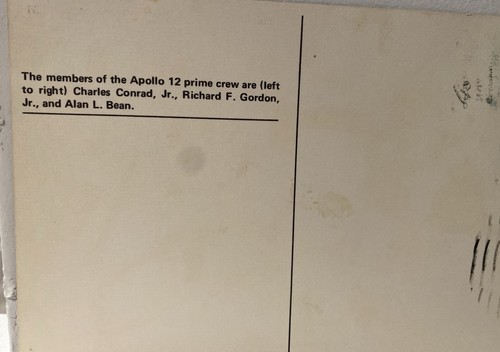 The members of the Apollo 12 prime crew are (left
to right) Charles Conrad, Jr., Richard F. Gordon,
Jr., and Alan L. Bean.